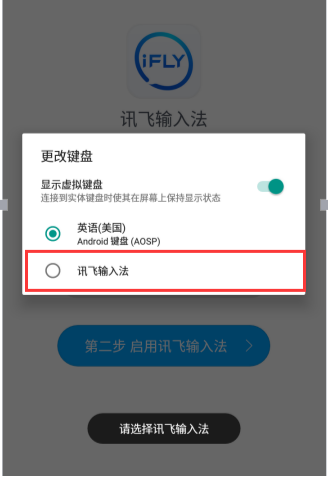 iFLY
讯飞输入法
更改键盘
显示虚拟键盘
连接到实体键盘时使其在屏幕上保持显示状态
英语(美国)
Android 键盘 (AOSP)
讯飞输入法
第二步 启用讯飞输入法
请选择讯飞输入法